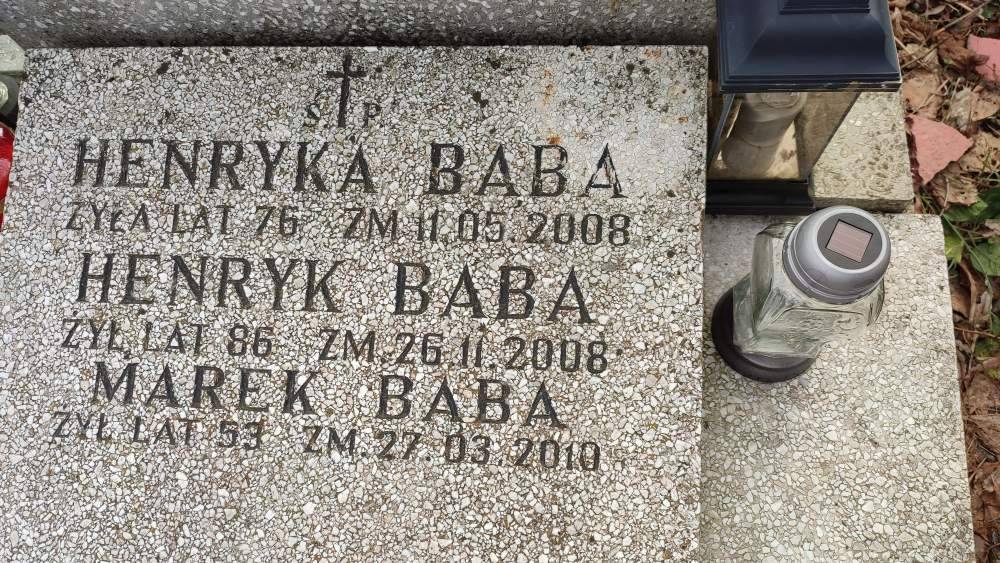 Ś P
HENRYKA BABA
ŻYŁA LAT 76 ZM 11.05.2008
HENRYK BABA
ŻYŁ LAT 86 ZM 26.11.2008
MAREK BABA
ŻYŁ LAT 53 ZM. 27.03.2010